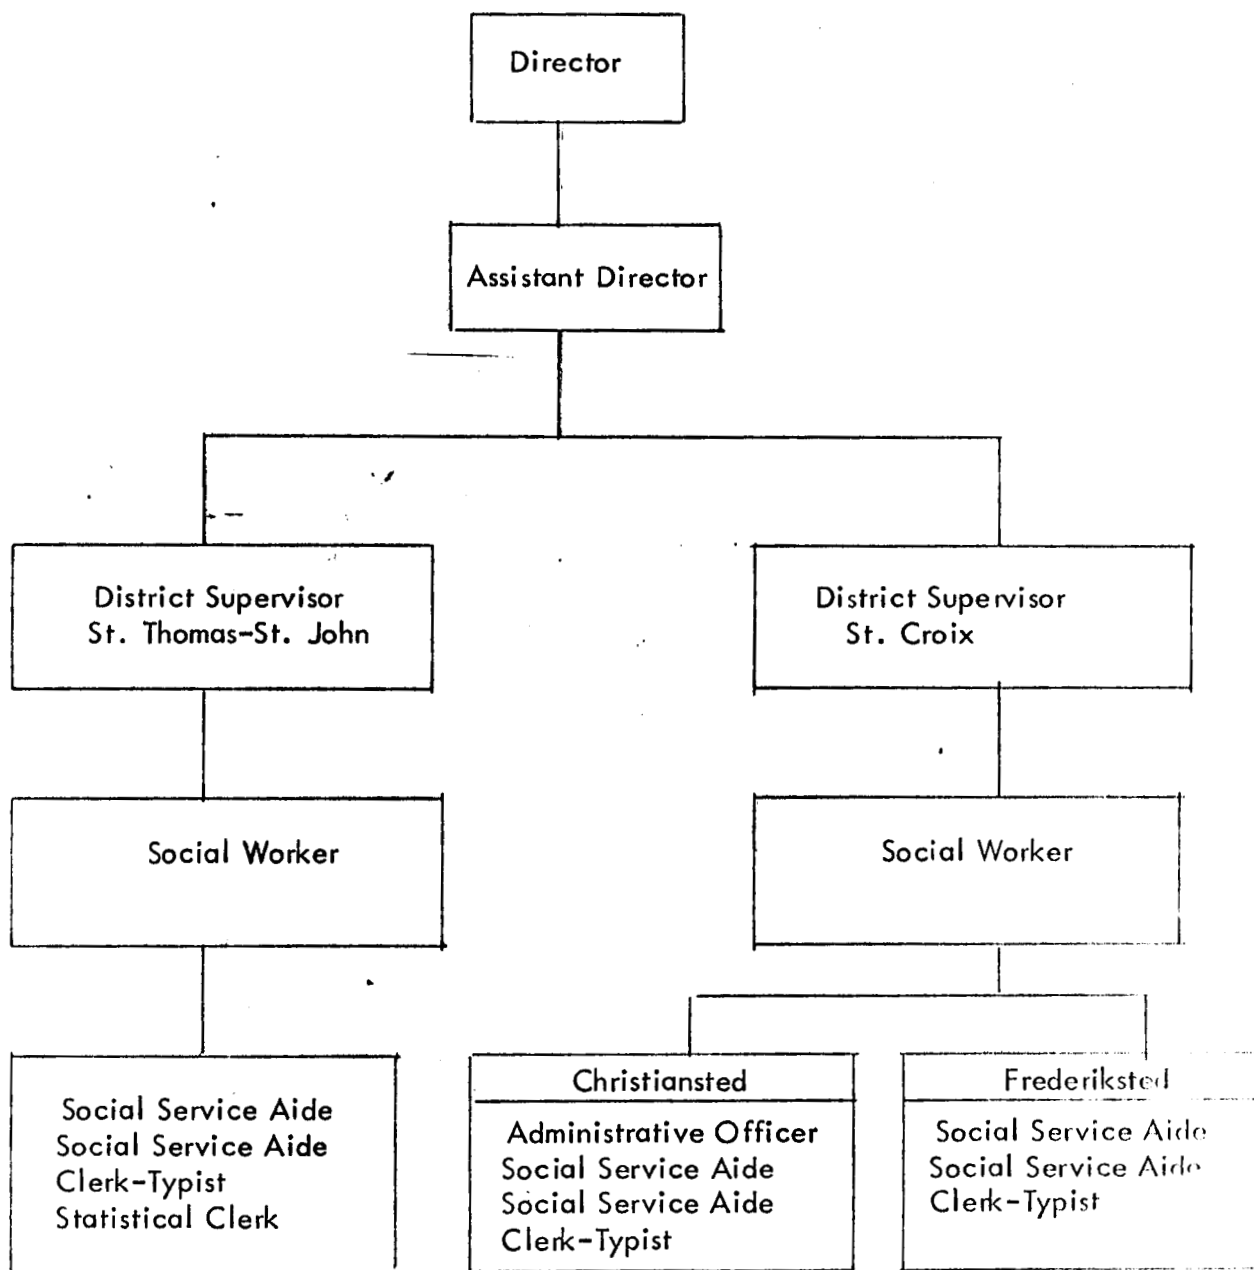 Director
Assistant Director
District Supervisor
St. Thomas-St. John
District Supervisor
St. Croix
Social Worker
Social Worker
Social Service Aide
Social Service Aide
Clerk-Typist
Statistical Clerk
Christiansted
Administrative Officer
Social Service Aide
Social Service Aide
Clerk-Typist
Frederiksted
Social Service Aide
Social Service Aide
Clerk-Typist